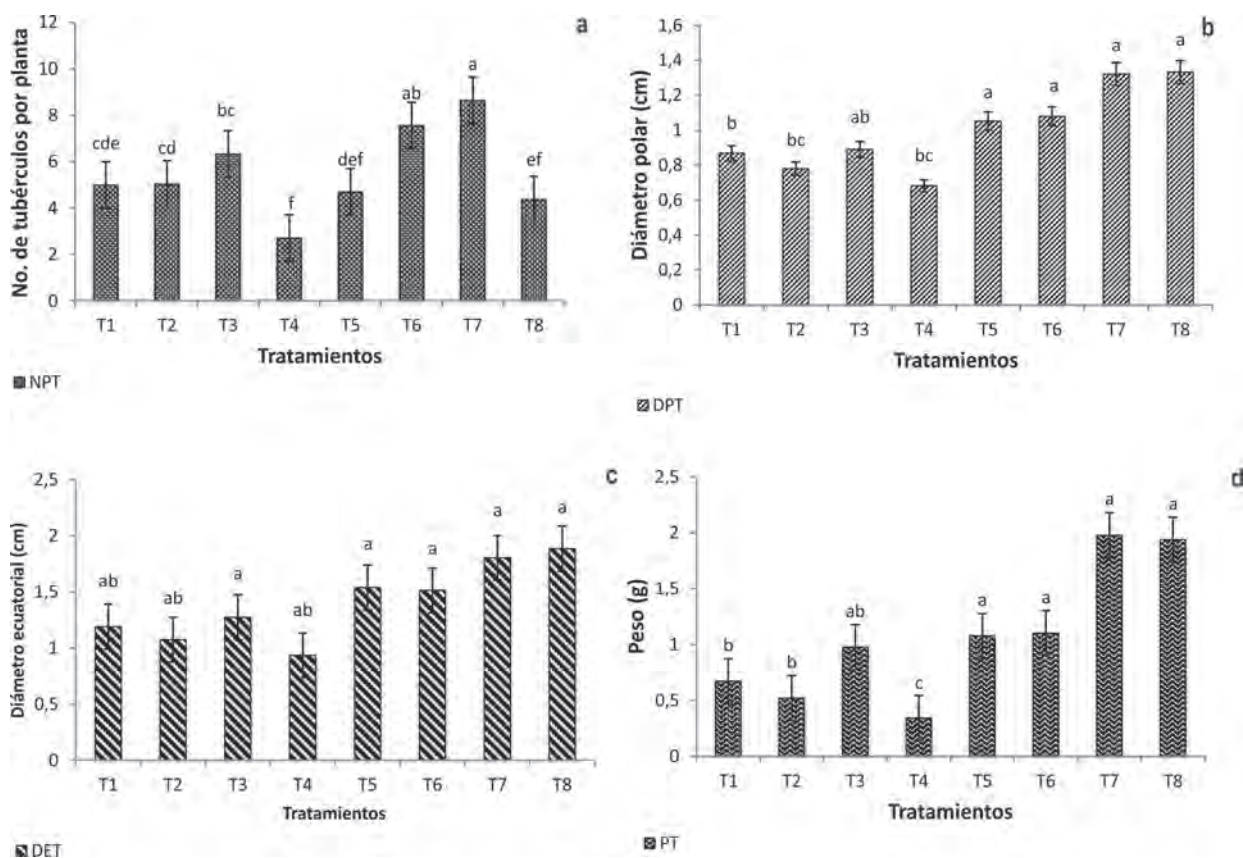 a
No. de tubérculos por planta
12
10
8
6
4
2
0
cde
cd
bc
f
def
ab
a
ef
T1 T2 T3 T4 T5 T6 T7 T8
Tratamientos
NPT
b
Diámetro polar (cm)
1,6
1,4
1,2
1
0,8
0,6
0,4
0,2
0
b
bc
ab
bc
a
a
a
a
T1 T2 T3 T4 T5 T6 T7 T8
Tratamientos
DPT
c
Diámetro ecuatorial (cm)
2,5
2
1,5
1
0,5
0
ab
ab
a
ab
a
a
a
a
T1 T2 T3 T4 T5 T6 T7 T8
Tratamientos
DET
d
Peso (g)
2,5
2
1,5
1
0,5
0
b
b
ab
c
a
a
a
a
T1 T2 T3 T4 T5 T6 T7 T8
Tratamientos
PT